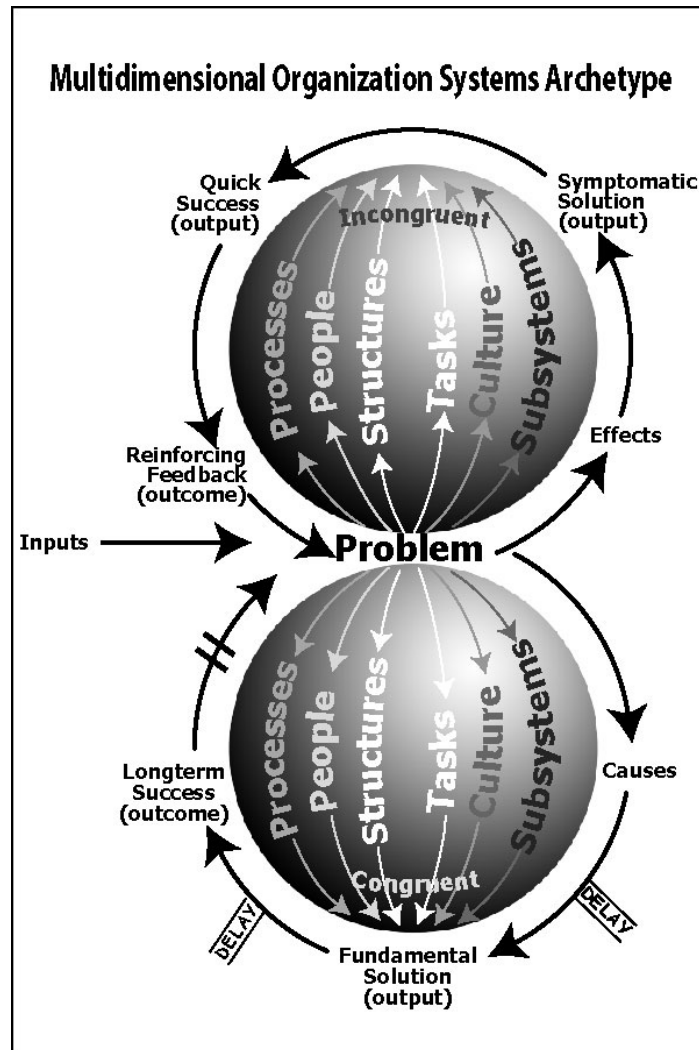 Multidimensional Organization Systems Archetype
Quick
Success
(output)
Symptomatic
Solution
(output)
Incongruent
Processes
People
Structures
Tasks
Culture
Subsystems
Reinforcing
Feedback
(outcome)
Effects
Inputs
Problem
Processes
People
Structures
Tasks
Culture
Subsystems
Longterm
Success
(outcome)
Causes
Congruent
DELAY
DELAY
Fundamental
Solution
(output)